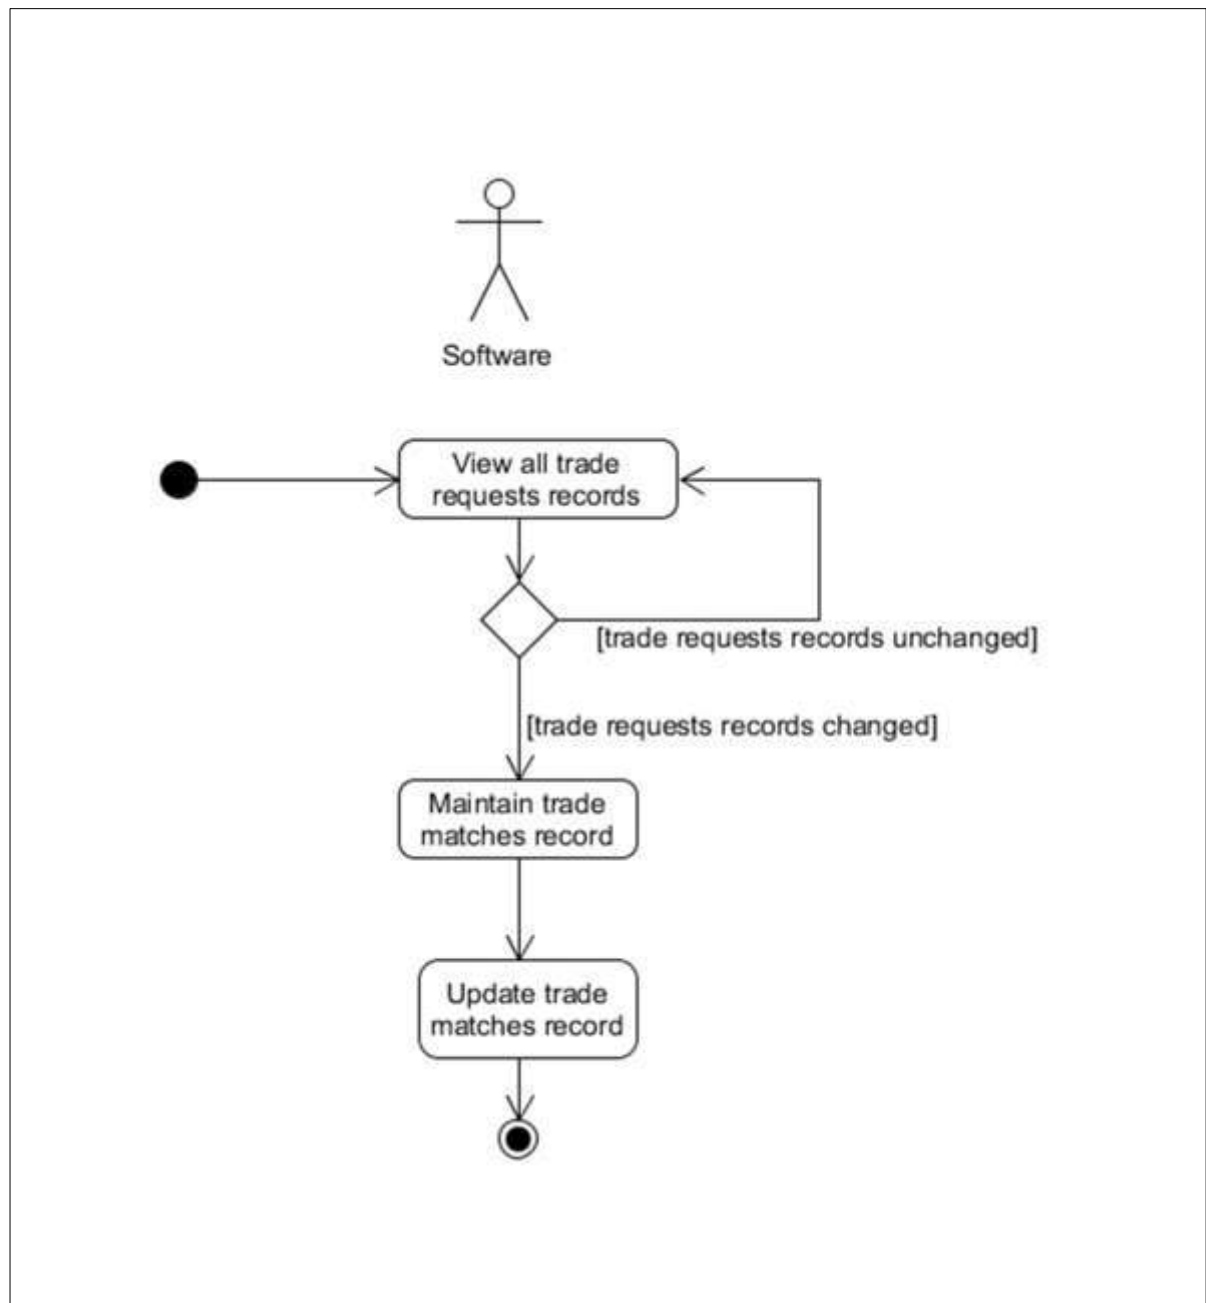 Software
View all trade
requests records
[trade requests records unchanged]
[trade requests records changed]
Maintain trade
matches record
Update trade
matches record